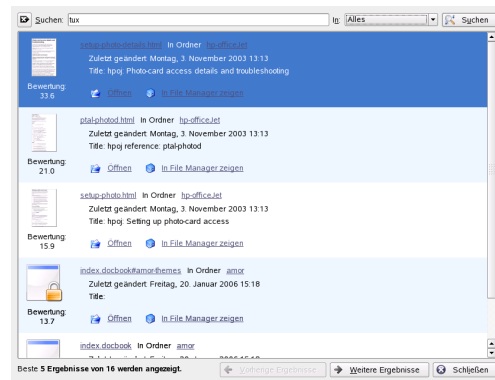 Suchen: tux In: Alles Suchen
setup-photo-details.html In Ordner hp-officeJet
Zuletzt geändert: Montag, 3. November 2003 13:13
Title: hpoj: Photo-card access details and troubleshooting
Bewertung:
33.6
Öffnen In File Manager zeigen
ptal-photod.html In Ordner hp-officeJet
Zuletzt geändert: Montag, 3. November 2003 13:13
Title: hpoj reference: ptal-photod
Bewertung:
21.0
Öffnen In File Manager zeigen
setup-photo.html In Ordner hp-officeJet
Zuletzt geändert: Montag, 3. November 2003 13:13
Title: hpoj: Setting up photo-card access
Bewertung:
15.9
Öffnen In File Manager zeigen
index.docbook#amor-themes In Ordner amor
Zuletzt geändert: Freitag, 20. Januar 2006 15:18
Title:
Bewertung:
13.7
Öffnen In File Manager zeigen
index.docbook In Ordner amor
Beste 5 Ergebnisse von 16 werden angezeigt. Vorherige Ergebnisse Weitere Ergebnisse Schließen